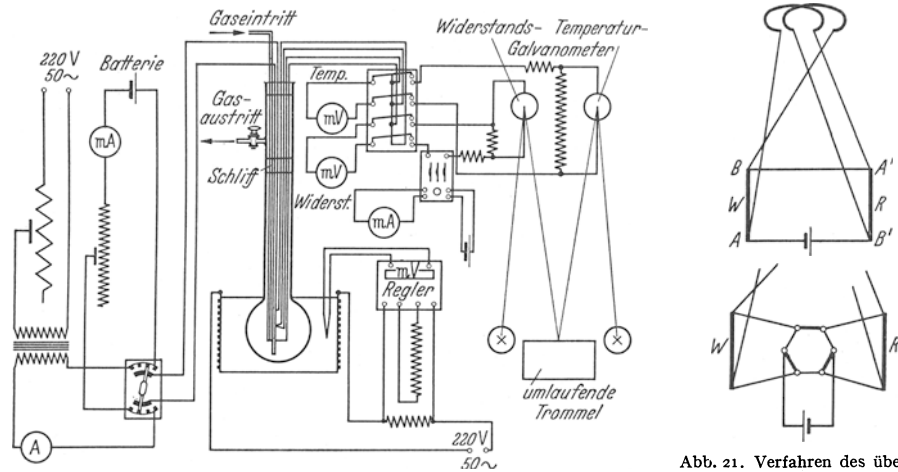 Gaseintritt
220 V
50~
Batterie
mA
Gas-
austritt
Schliff
Temp.
mV
mV
Widerst.
mA
Widerstands- Temperatur-
Galvanometer
mV
Regler
umlaufende
Trommel
220 V
50~
A
B A'
W R
A B'
W R
Abb. 21. Verfahren des übe